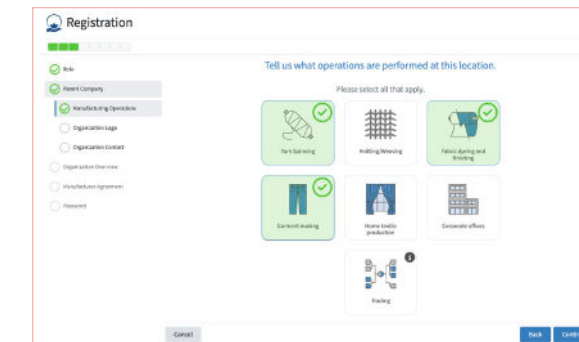 Registration
Role
Parent Company
Manufacturing Operations
Organization Logo
Organization Contact
Organization Overview
Manufacturer Agreement
Password
Tell us what operations are performed at this location.
Please select all that apply.
Yarn Spinning
Knitting/Weaving
Fabric dyeing and
finishing
Garment making
Home textile
production
Corporate offices
Trading
Cancel
Back
Contin